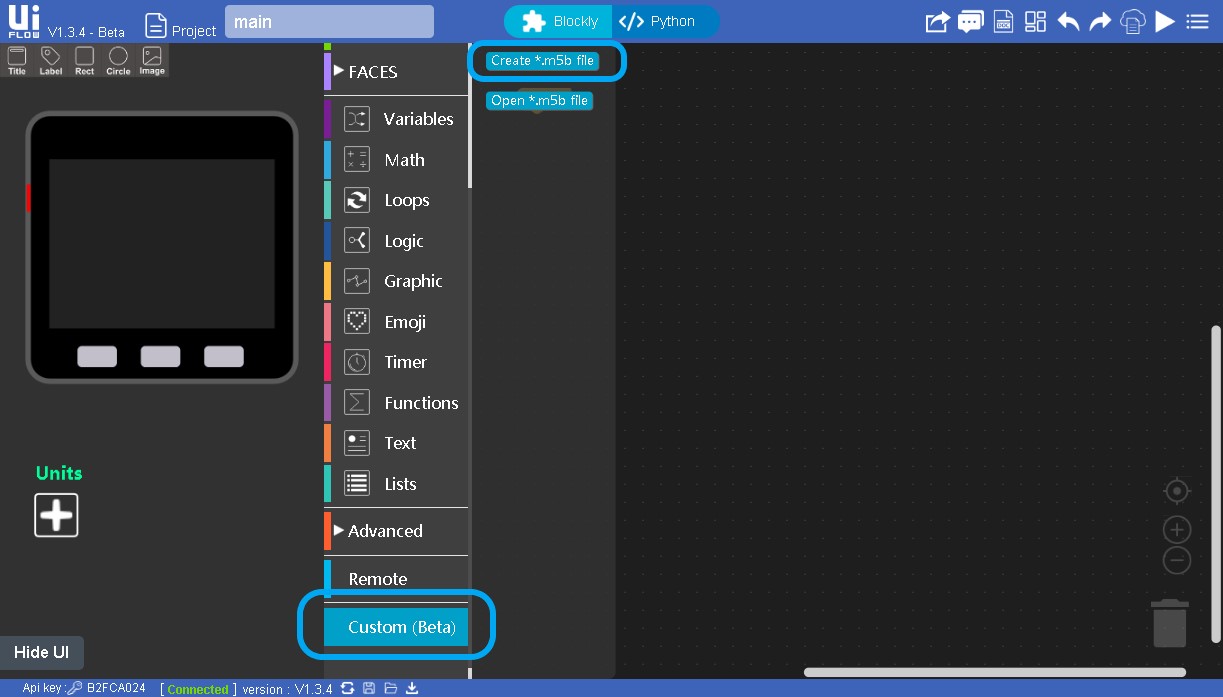 Ui
FLOW V1.3.4 - Beta
Project
main
Blockly
Python
DOC
Title Label Rect Circle Image
FACES
Variables
Math
Loops
Logic
Graphic
Emoji
Timer
Functions
Text
Lists
Advanced
Remote
Custom (Beta)
Create *.m5b file
Open *.m5b file
Units
Hide UI
Api key: B2FCA024 [Connected] version : V1.3.4